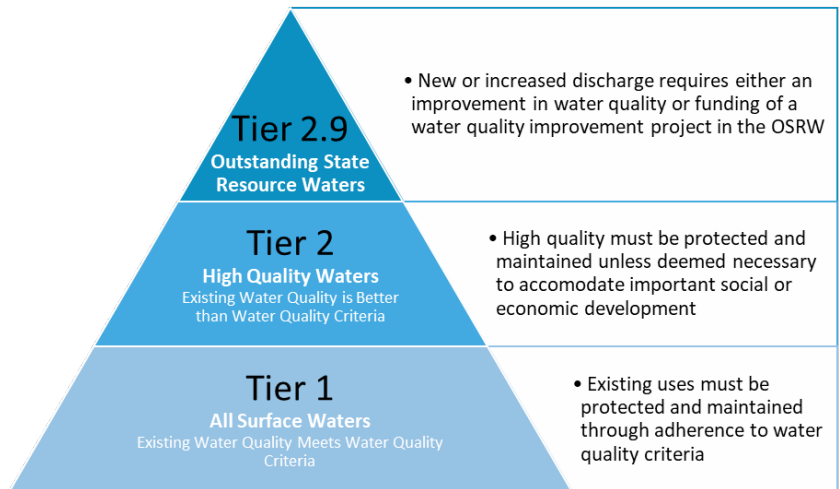 Tier 2.9
Outstanding State
Resource Waters
• New or increased discharge requires either an
improvement in water quality or funding of a
water quality improvement project in the OSRW
Tier 2
High Quality Waters
Existing Water Quality is Better
than Water Quality Criteria
• High quality must be protected and
maintained unless deemed necessary
to accomodate important social or
economic development
Tier 1
All Surface Waters
Existing Water Quality Meets Water Quality
Criteria
• Existing uses must be
protected and maintained
through adherence to water
quality criteria